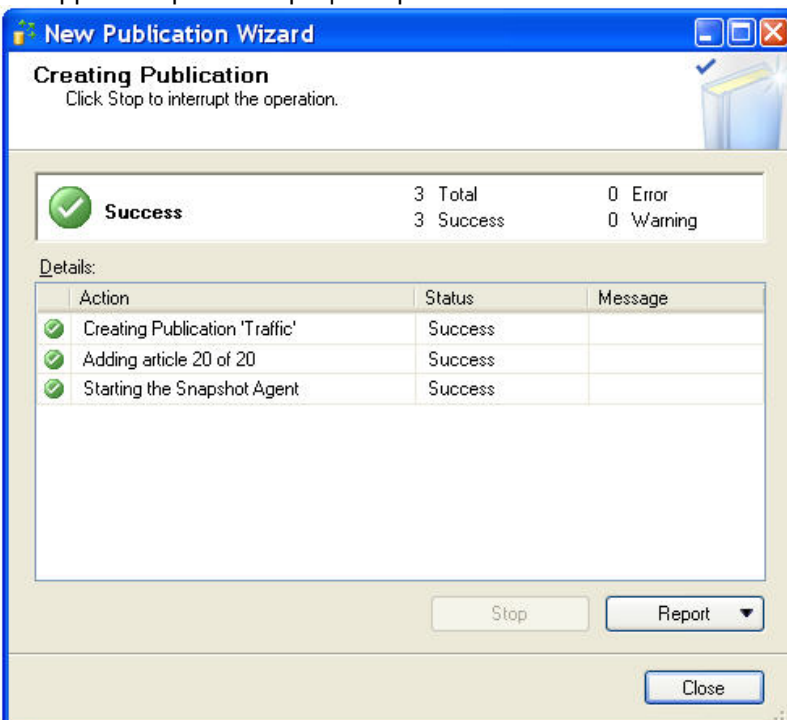 New Publication Wizard
Creating Publication
Click Stop to interrupt the operation.
Success
3 Total 0 Error
3 Success 0 Warning
Details:
Action Status Message
Creating Publication 'Traffic' Success
Adding article 20 of 20 Success
Starting the Snapshot Agent Success
Stop Report
Close